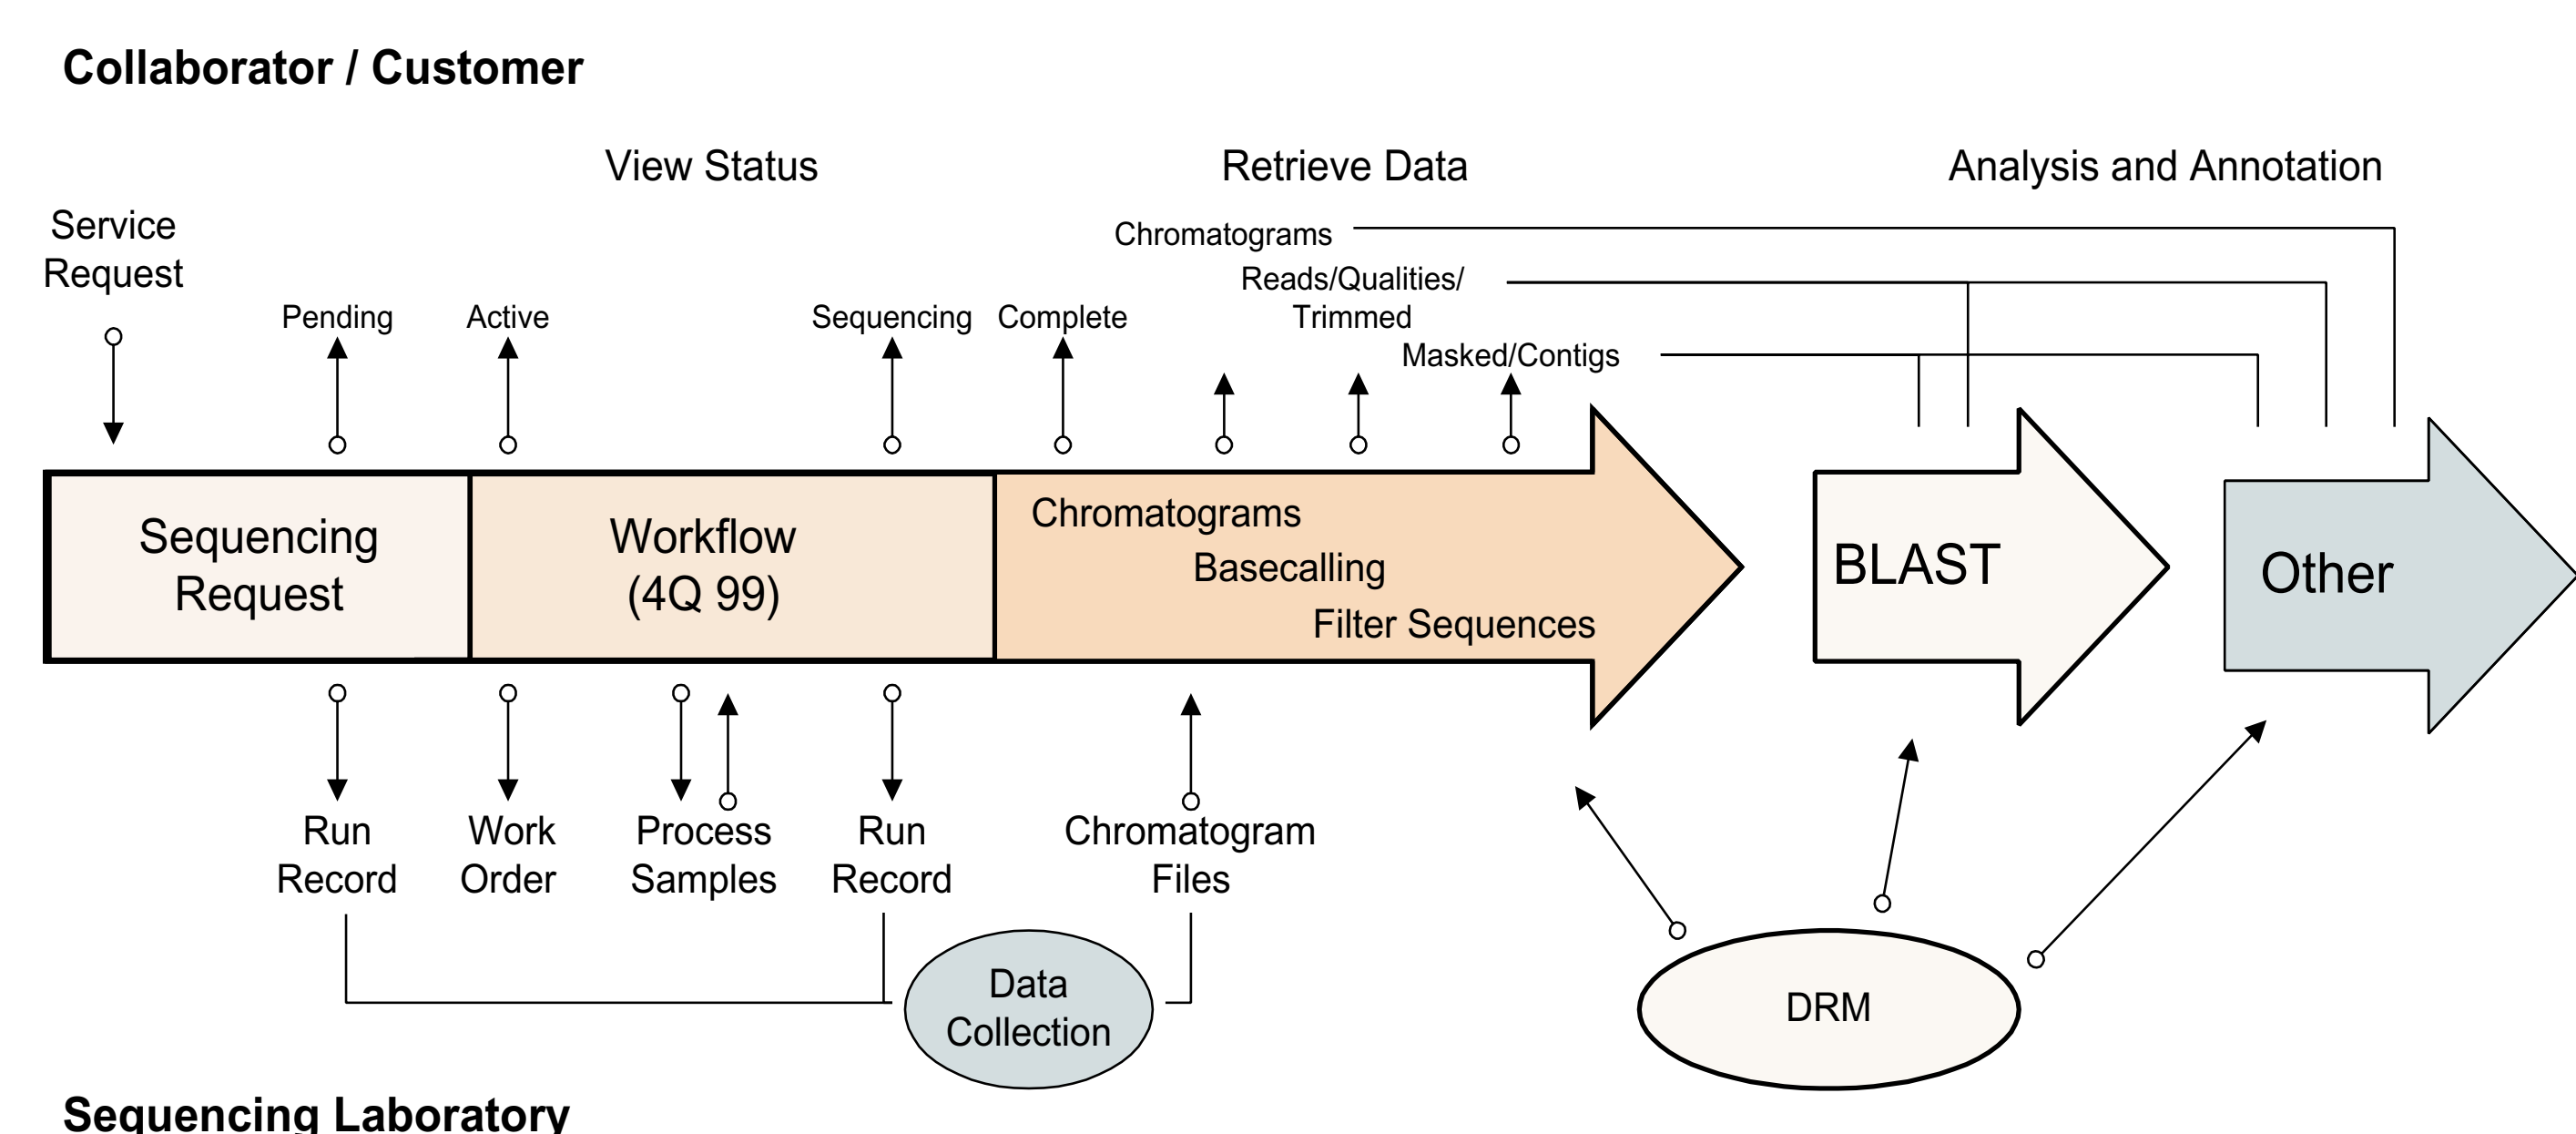 Collaborator / Customer
View Status
Retrieve Data
Analysis and Annotation
Service
Request
Chromatograms
Reads/Qualities/
Trimmed
Pending
Active
Sequencing
Complete
Masked/Contigs
Sequencing
Request
Workflow
(4Q 99)
Chromatograms
Basecalling
Filter Sequences
BLAST
Other
Run
Record
Work
Order
Process
Samples
Run
Record
Chromatogram
Files
Data
Collection
DRM
Sequencing Laboratory